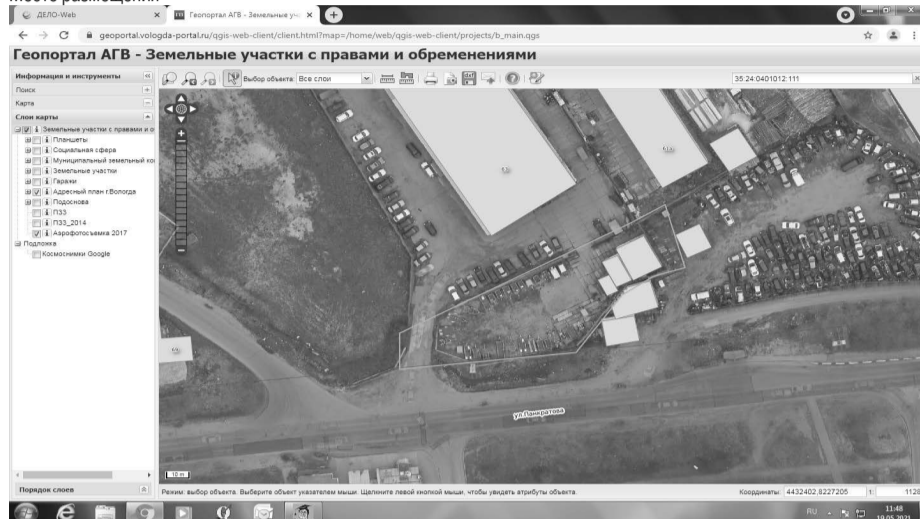 Место размещения
ДЕЛО-Web
Геопортал АГВ - Земельные уч
geoportal.vologda-portal.ru/qgis-web-client/client.html?map=/home/web/qgis-web-client/projects/b_main.qgs
Геопортал АГВ - Земельные участки с правами и обременениями
Информация и инструменты
Выбор объекта: Все слои
35:24:0401012:111
Поиск
Карта
Слои карты
Земельные участки с правами и о
Планшеты
Социальная сфера
Муниципальный земельный ко
Земельные участки
Гаражи
Адресный план г.Вологда
Подоснова
ПЗЗ
ПЗЗ_2014
Аэрофотосъемка 2017
Подложка
Космоснимки Google
ул.Панкратова
10 m
Порядок слоев
Режим: выбор объекта. Выберите объект указателем мыши. Щелкните левой кнопкой мыши, чтобы увидеть атрибуты объекта.
Координаты: 4432402,8227205
1: 1128
RU
11:48
19.05.2021